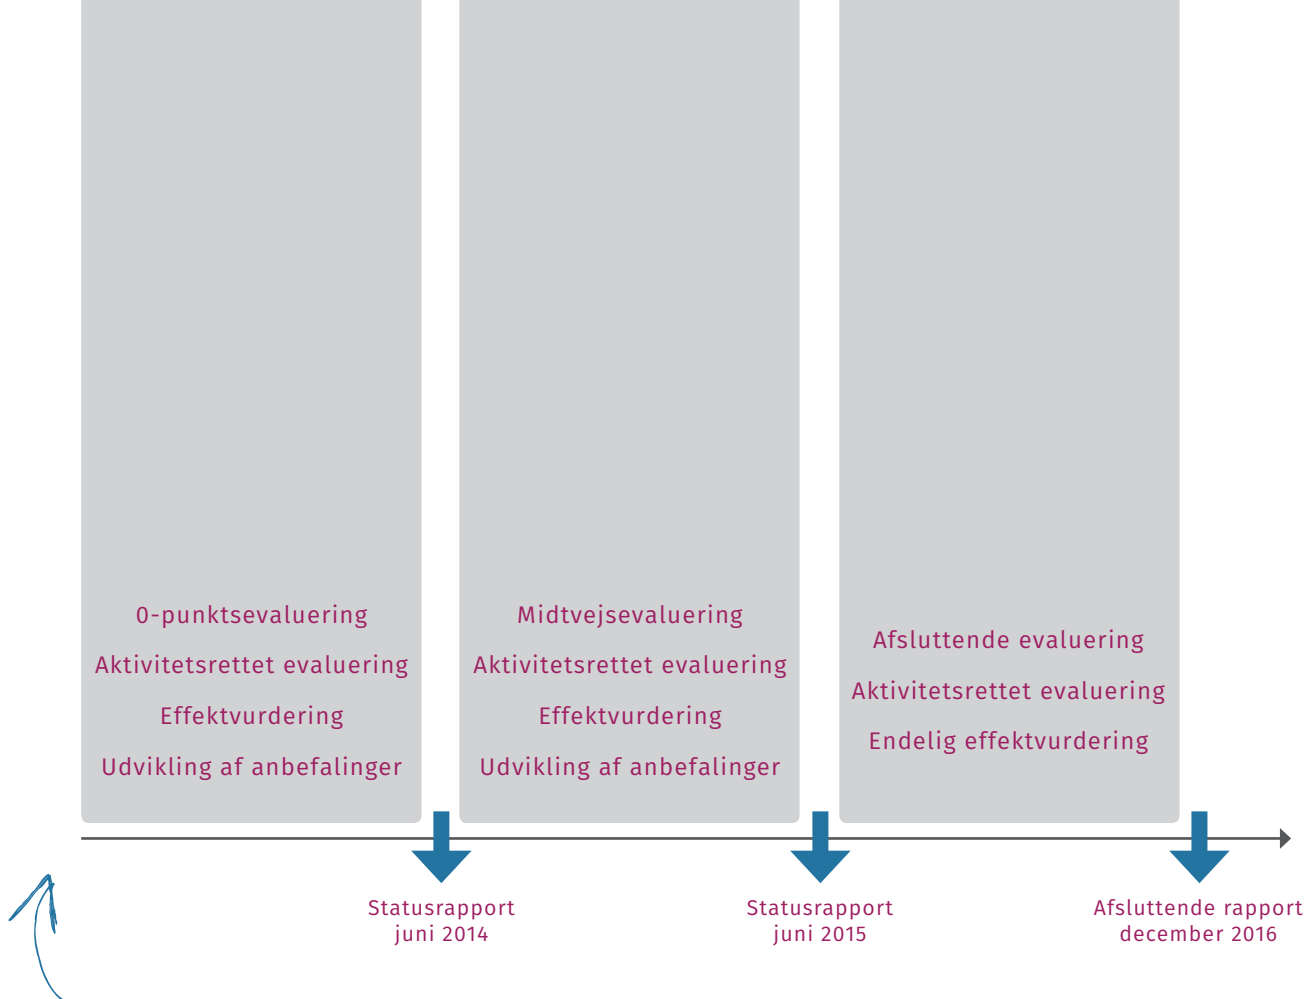 0-punktsevaluering
Aktivitetsrettet evaluering
Effektvurdering
Udvikling af anbefalinger
Midtvejsevaluering
Aktivitetsrettet evaluering
Effektvurdering
Udvikling af anbefalinger
Afsluttende evaluering
Aktivitetsrettet evaluering
Endelig effektvurdering
Statusrapport
juni 2014
Statusrapport
juni 2015
Afsluttende rapport
december 2016